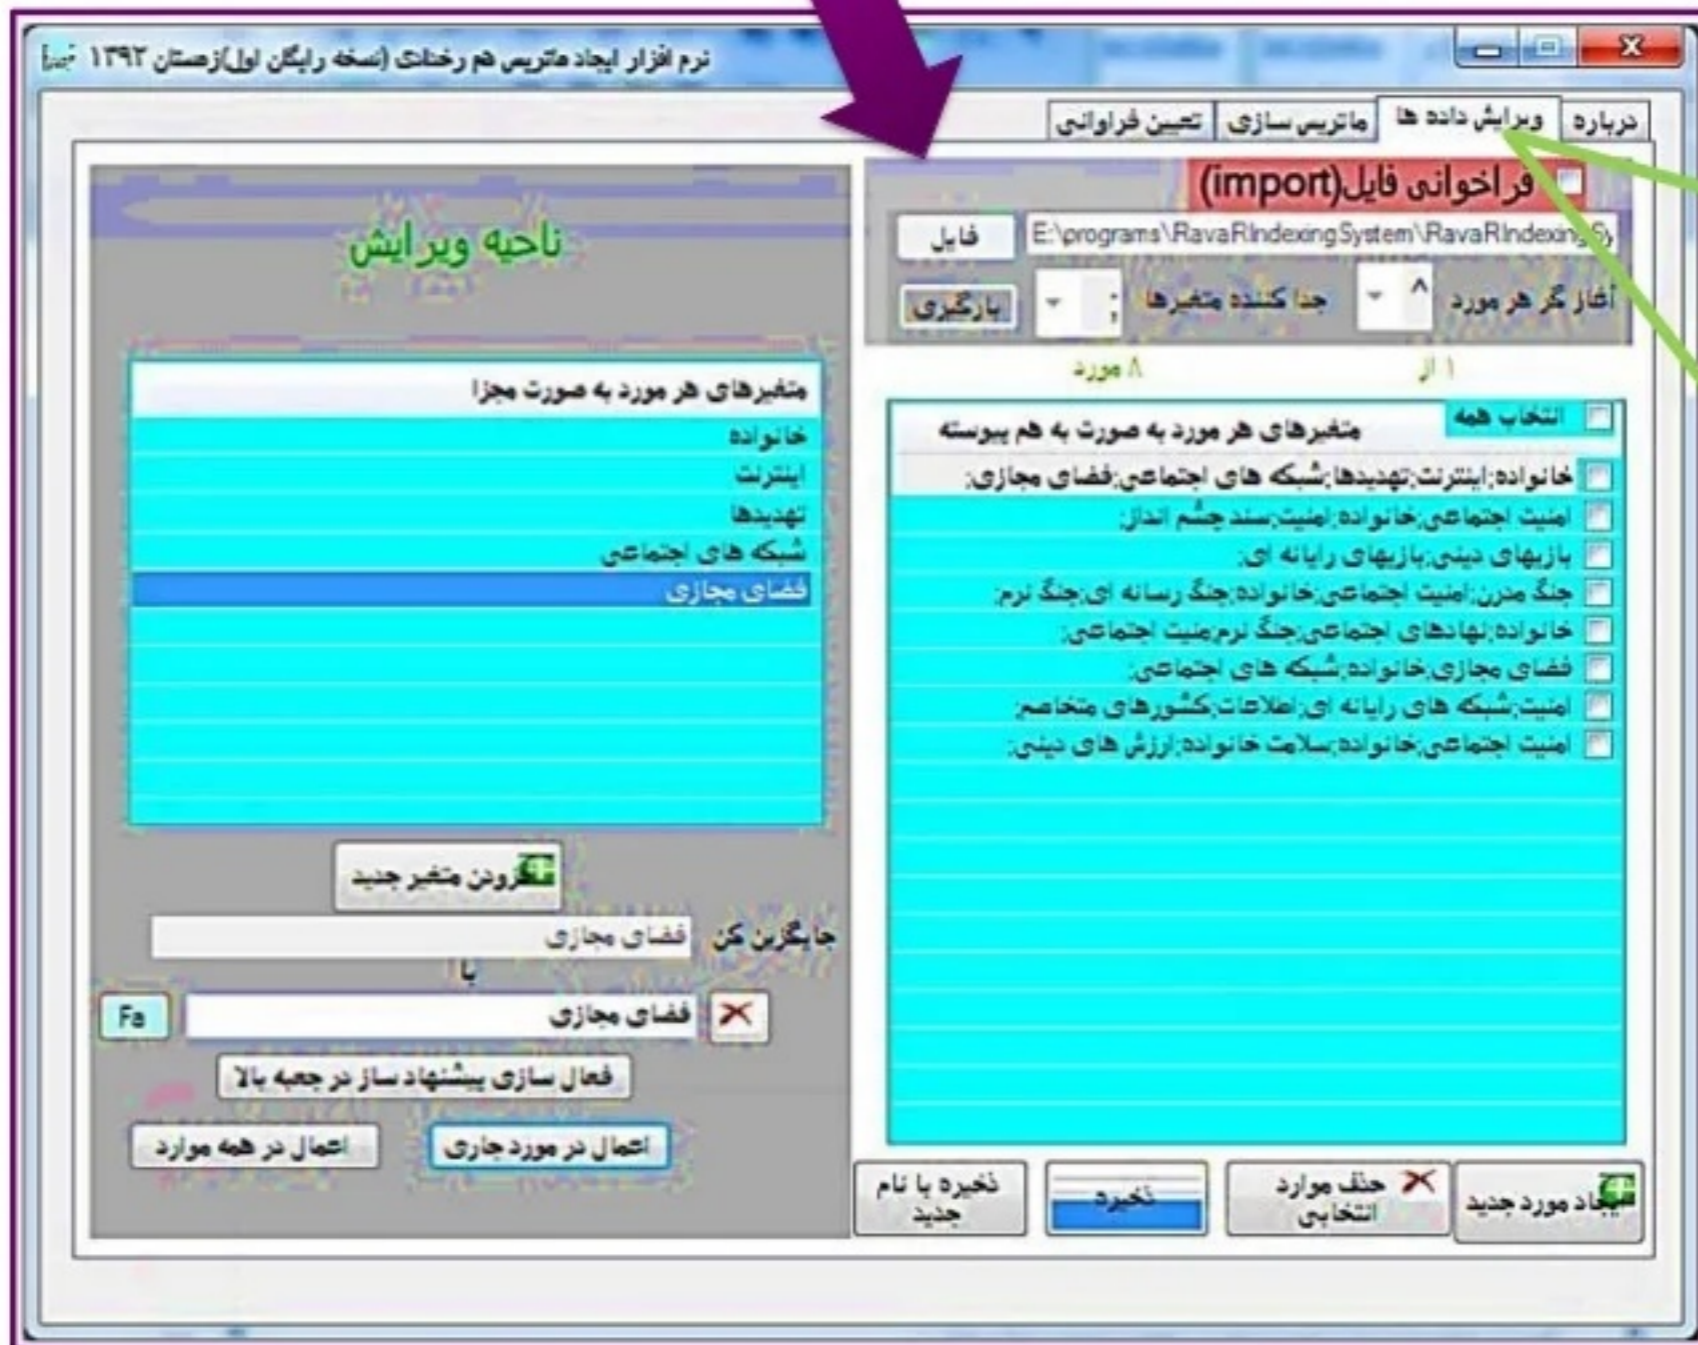 نرم افزار ایجاد ماتریس هم رخدادی (نسخه رایگان اول)زمستان ۱۳۹۲
درباره
ویرایش داده ها
ماتریس سازی
تعیین فراوانی
فراخوانی فایل(import)
E:\programs\RavaRIndexingSystem\RavaRIndexingSy
فایل
آغاز گر هر مورد
^
جدا کننده متغیرها
;
بارگیری
۱ از
۸ مورد
انتخاب همه
متغیرهای هر مورد به صورت به هم پیوسته
خانواده;اینترنت;تهدیدها;شبکه های اجتماعی;فضای مجازی;
امنیت اجتماعی;خانواده;امنیت;سند چشم انداز;
بازیهای دینی;بازیهای رایانه ای;
جنگ مدرن;امنیت اجتماعی;خانواده;جنگ رسانه ای;جنگ نرم;
خانواده;نهادهای اجتماعی;جنگ نرم;منیت اجتماعی;
فضای مجازی;خانواده;شبکه های اجتماعی;
امنیت;شبکه های رایانه ای;اطلاعات;کشورهای متخاصم;
امنیت اجتماعی;خانواده;سلامت خانواده;ارزش های دینی;
ایجاد مورد جدید
حذف موارد
انتخابی
ذخیره
ذخیره با نام
جدید
ناحیه ویرایش
متغیرهای هر مورد به صورت مجزا
خانواده
اینترنت
تهدیدها
شبکه های اجتماعی
فضای مجازی
متغیر جدید
جایگزین کن
فضای مجازی
با
فضای مجازی
Fa
فعال سازی پیشنهاد ساز در جعبه بالا
اعمال در مورد جاری
اعمال در همه موارد